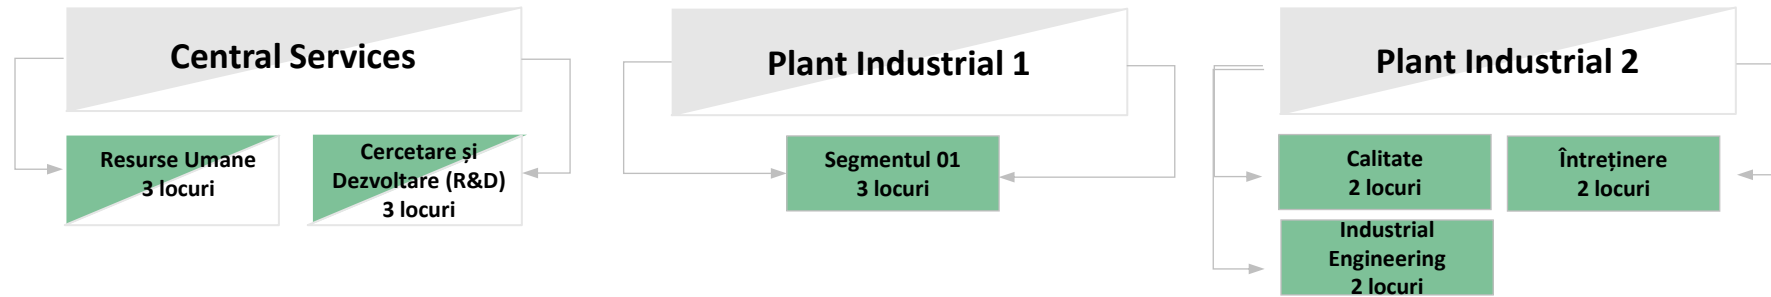 Central Services
Resurse Umane
3 locuri
Cercetare și
Dezvoltare (R&D)
3 locuri
Plant Industrial 1
Segmentul 01
3 locuri
Plant Industrial 2
Calitate
2 locuri
Întreținere
2 locuri
Industrial
Engineering
2 locuri